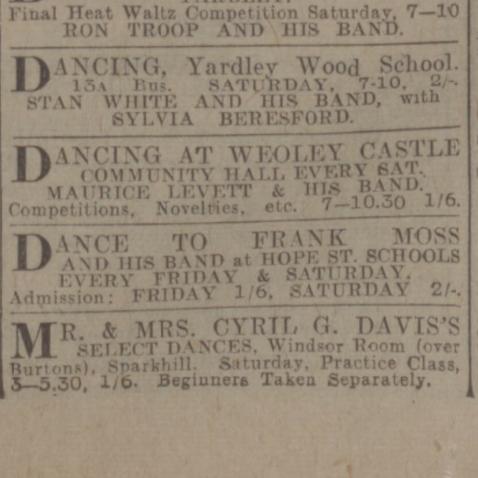 Final Heat Waltz Competition Saturday, 7—10
RON TROOP AND HIS BAND.
DANCING, Yardley Wood School.
13A Bus. SATURDAY, 7-10, 2/-.
STAN WHITE AND HIS BAND, with
SYLVIA BERESFORD.
DANCING AT WEOLEY CASTLE
COMMUNITY HALL EVERY SAT.
MAURICE LEVETT & HIS BAND.
Competitions, Novelties, etc. 7—10.30 1/6.
DANCE TO FRANK MOSS
AND HIS BAND at HOPE ST. SCHOOLS
EVERY FRIDAY & SATURDAY.
Admission: FRIDAY 1/6, SATURDAY 2/-.
MR. & MRS. CYRIL G. DAVIS'S
SELECT DANCES, Windsor Room (over
Burtons), Sparkhill. Saturday, Practice Class,
3—5.30, 1/6. Beginners Taken Separately.